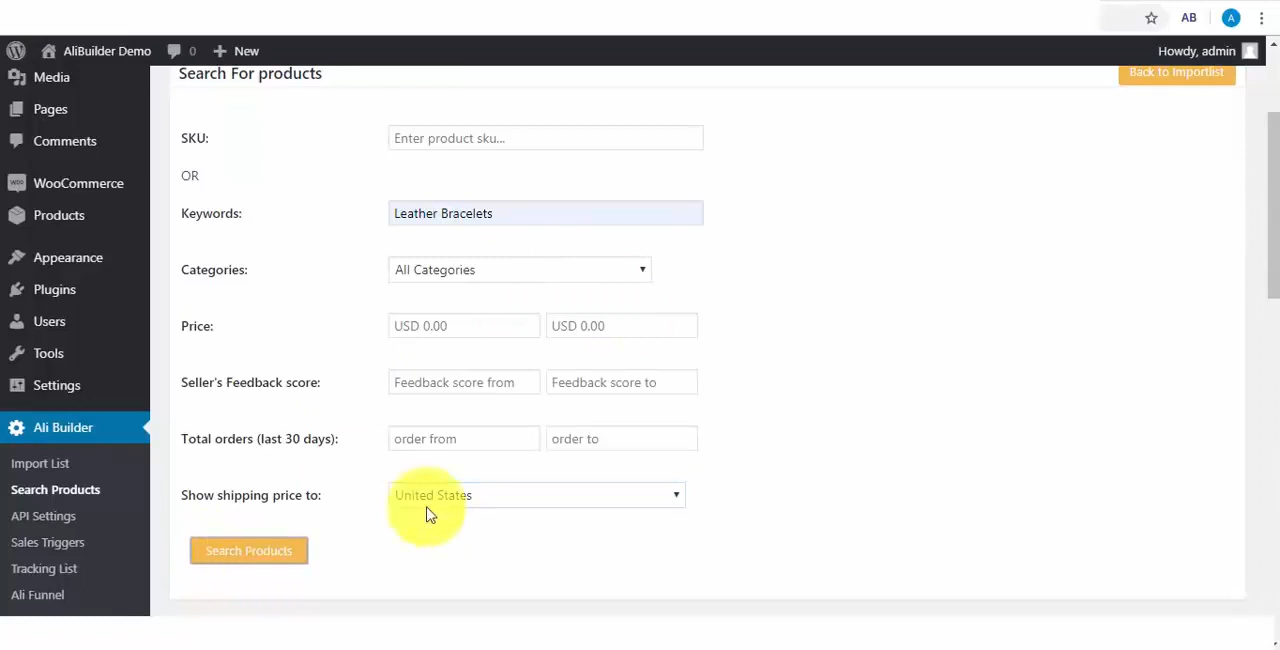 AB
A
AliBuilder Demo 0 New Howdy, admin
Media
Search For products Back to Importlist
Pages
SKU: Enter product sku...
Comments
OR
WooCommerce
Products
Keywords: Leather Bracelets
Appearance
Categories: All Categories
Plugins
Users
Price: USD 0.00 USD 0.00
Tools
Settings
Seller's Feedback score: Feedback score from Feedback score to
Ali Builder
Total orders (last 30 days): order from order to
Import List
Search Products
Show shipping price to: United States
API Settings
Sales Triggers
Search Products
Tracking List
Ali Funnel